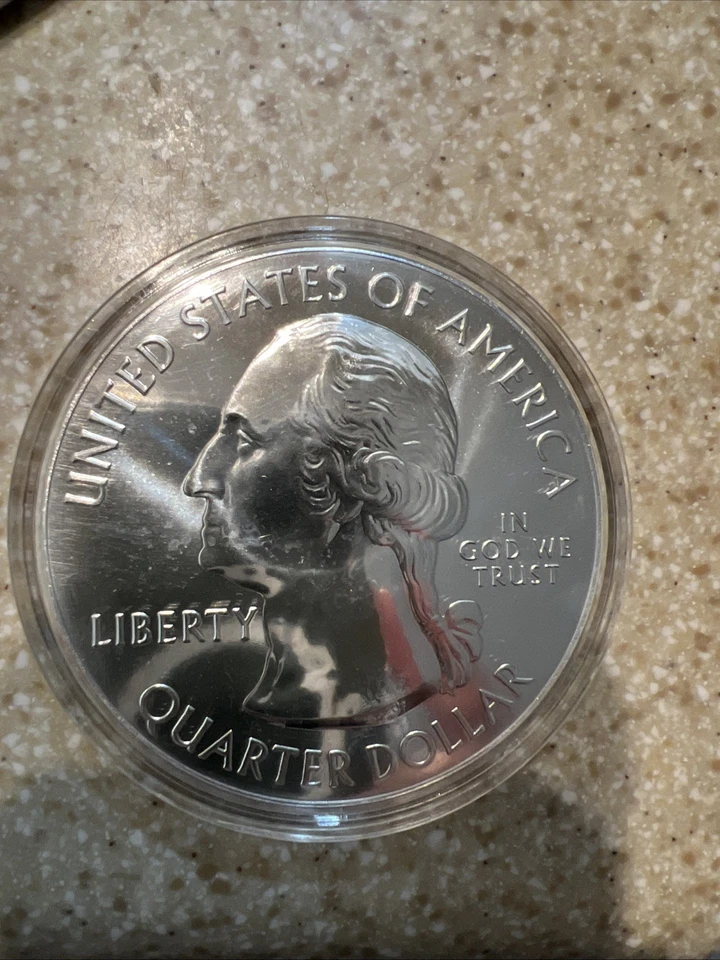 UNITED STATES OF AMERICA
IN
GOD WE
TRUST
LIBERTY
QUARTER DOLLAR